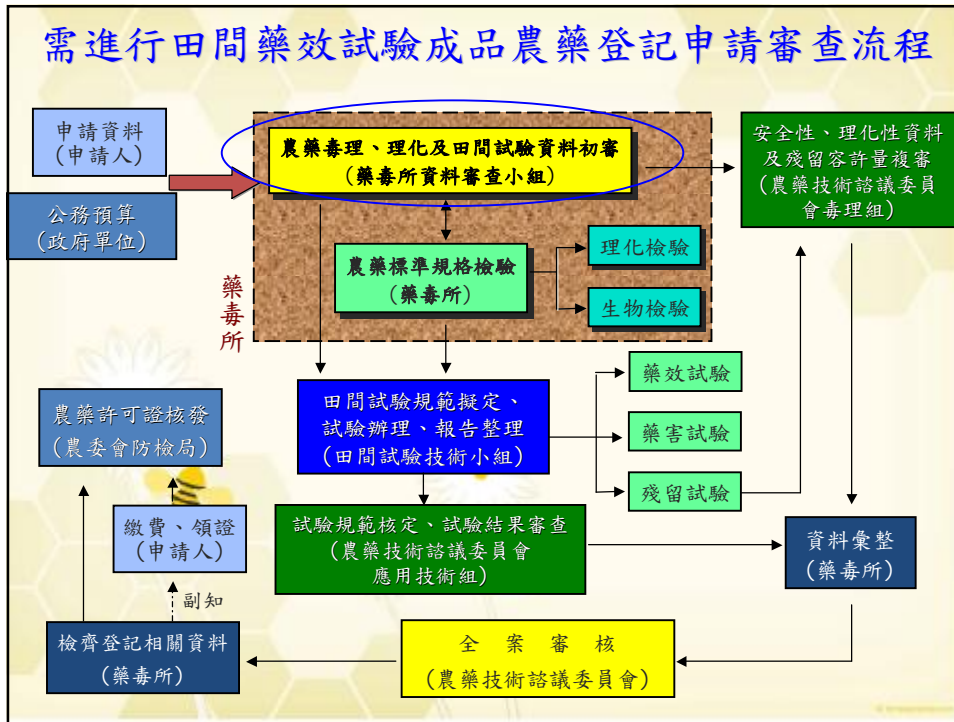 需進行田間藥效試驗成品農藥登記申請審查流程
申請資料
(申請人)
公務預算
(政府單位)
農藥毒理、理化及田間試驗資料初審
(藥毒所資料審查小組)
安全性、理化性資料
及殘留容許量複審
(農藥技術諮議委員
會毒理組)
農藥標準規格檢驗
(藥毒所)
理化檢驗
生物檢驗
藥毒所
田間試驗規範擬定、
試驗辦理、報告整理
(田間試驗技術小組)
藥效試驗
藥害試驗
殘留試驗
農藥許可證核發
(農委會防檢局)
繳費、領證
(申請人)
試驗規範核定、試驗結果審查
(農藥技術諮議委員會
應用技術組)
資料彙整
(藥毒所)
副知
檢齊登記相關資料
(藥毒所)
全案審核
(農藥技術諮議委員會)